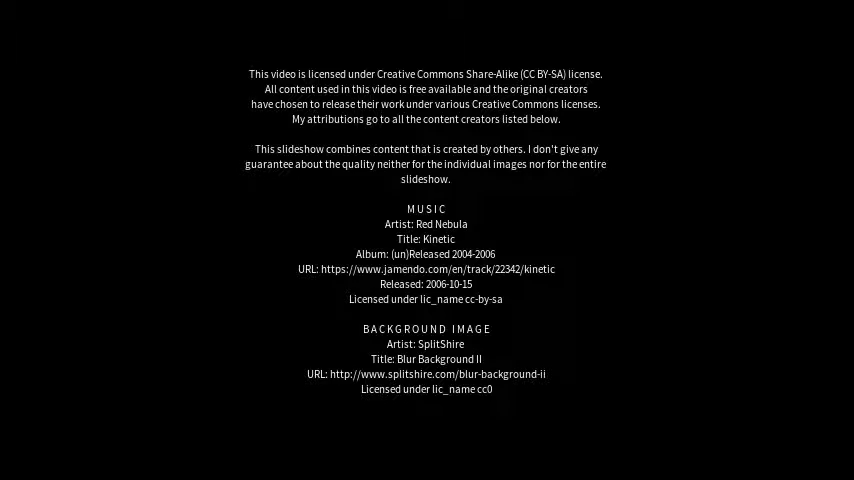 This video is licensed under Creative Commons Share-Alike (CC BY-SA) license.
All content used in this video is free available and the original creators
have chosen to release their work under various Creative Commons licenses.
My attributions go to all the content creators listed below.
This slideshow combines content that is created by others. I don't give any
guarantee about the quality neither for the individual images nor for the entire
slideshow.
MUSIC
Artist: Red Nebula
Title: Kinetic
Album: (un)Released 2004-2006
URL: https://www.jamendo.com/en/track/22342/kinetic
Released: 2006-10-15
Licensed under lic_name cc-by-sa
BACKGROUND IMAGE
Artist: SplitShire
Title: Blur Background II
URL: http://www.splitshire.com/blur-background-ii
Licensed under lic_name cc0